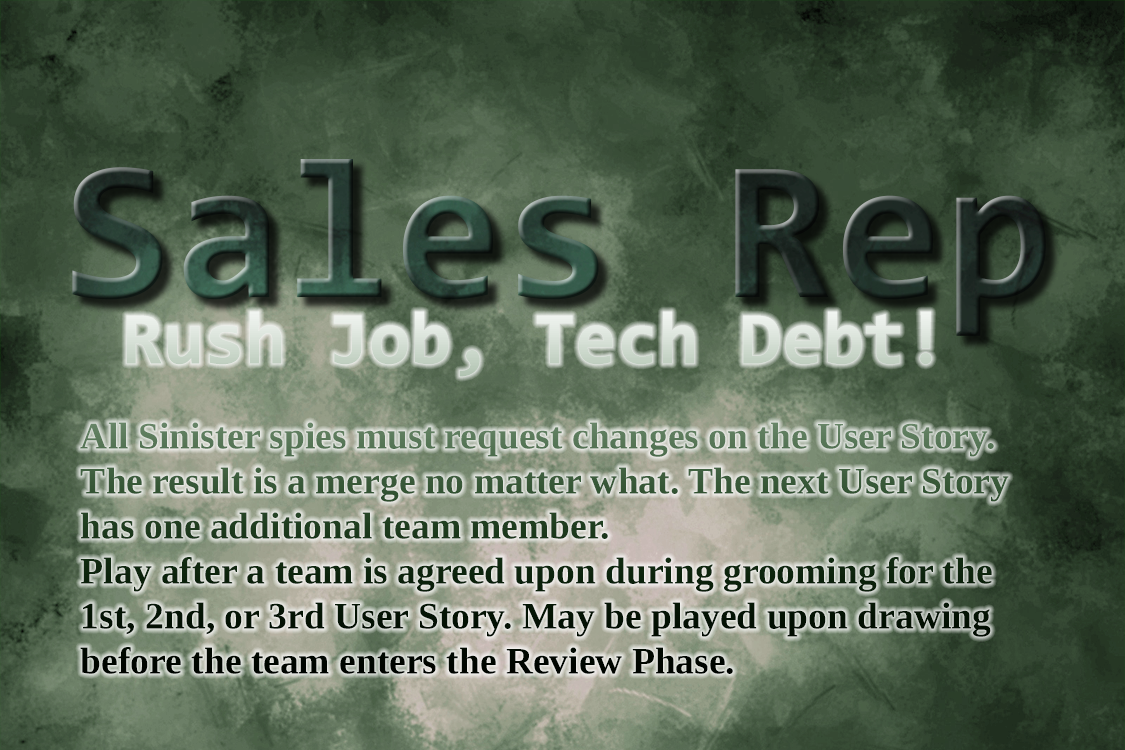 Sales Rep
Rush Job, Tech Debt!
All Sinister spies must request changes on the User Story.
The result is a merge no matter what. The next User Story
has one additional team member.
Play after a team is agreed upon during grooming for the
1st, 2nd, or 3rd User Story. May be played upon drawing
before the team enters the Review Phase.